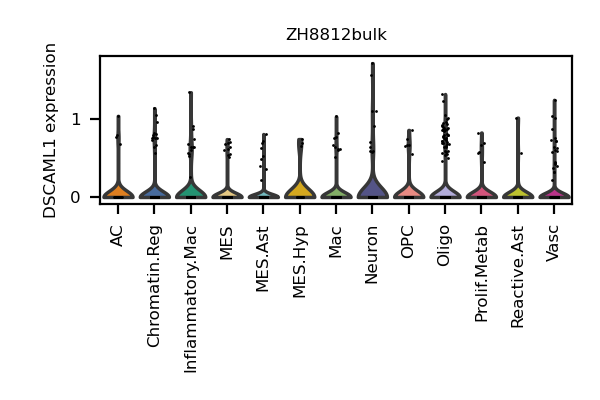 ZH8812bulk
DSCAML1 expression
1
0
AC
Chromatin.Reg
Inflammatory.Mac
MES
MES.Ast
MES.Hyp
Mac
Neuron
OPC
Oligo
Prolif.Metab
Reactive.Ast
Vasc